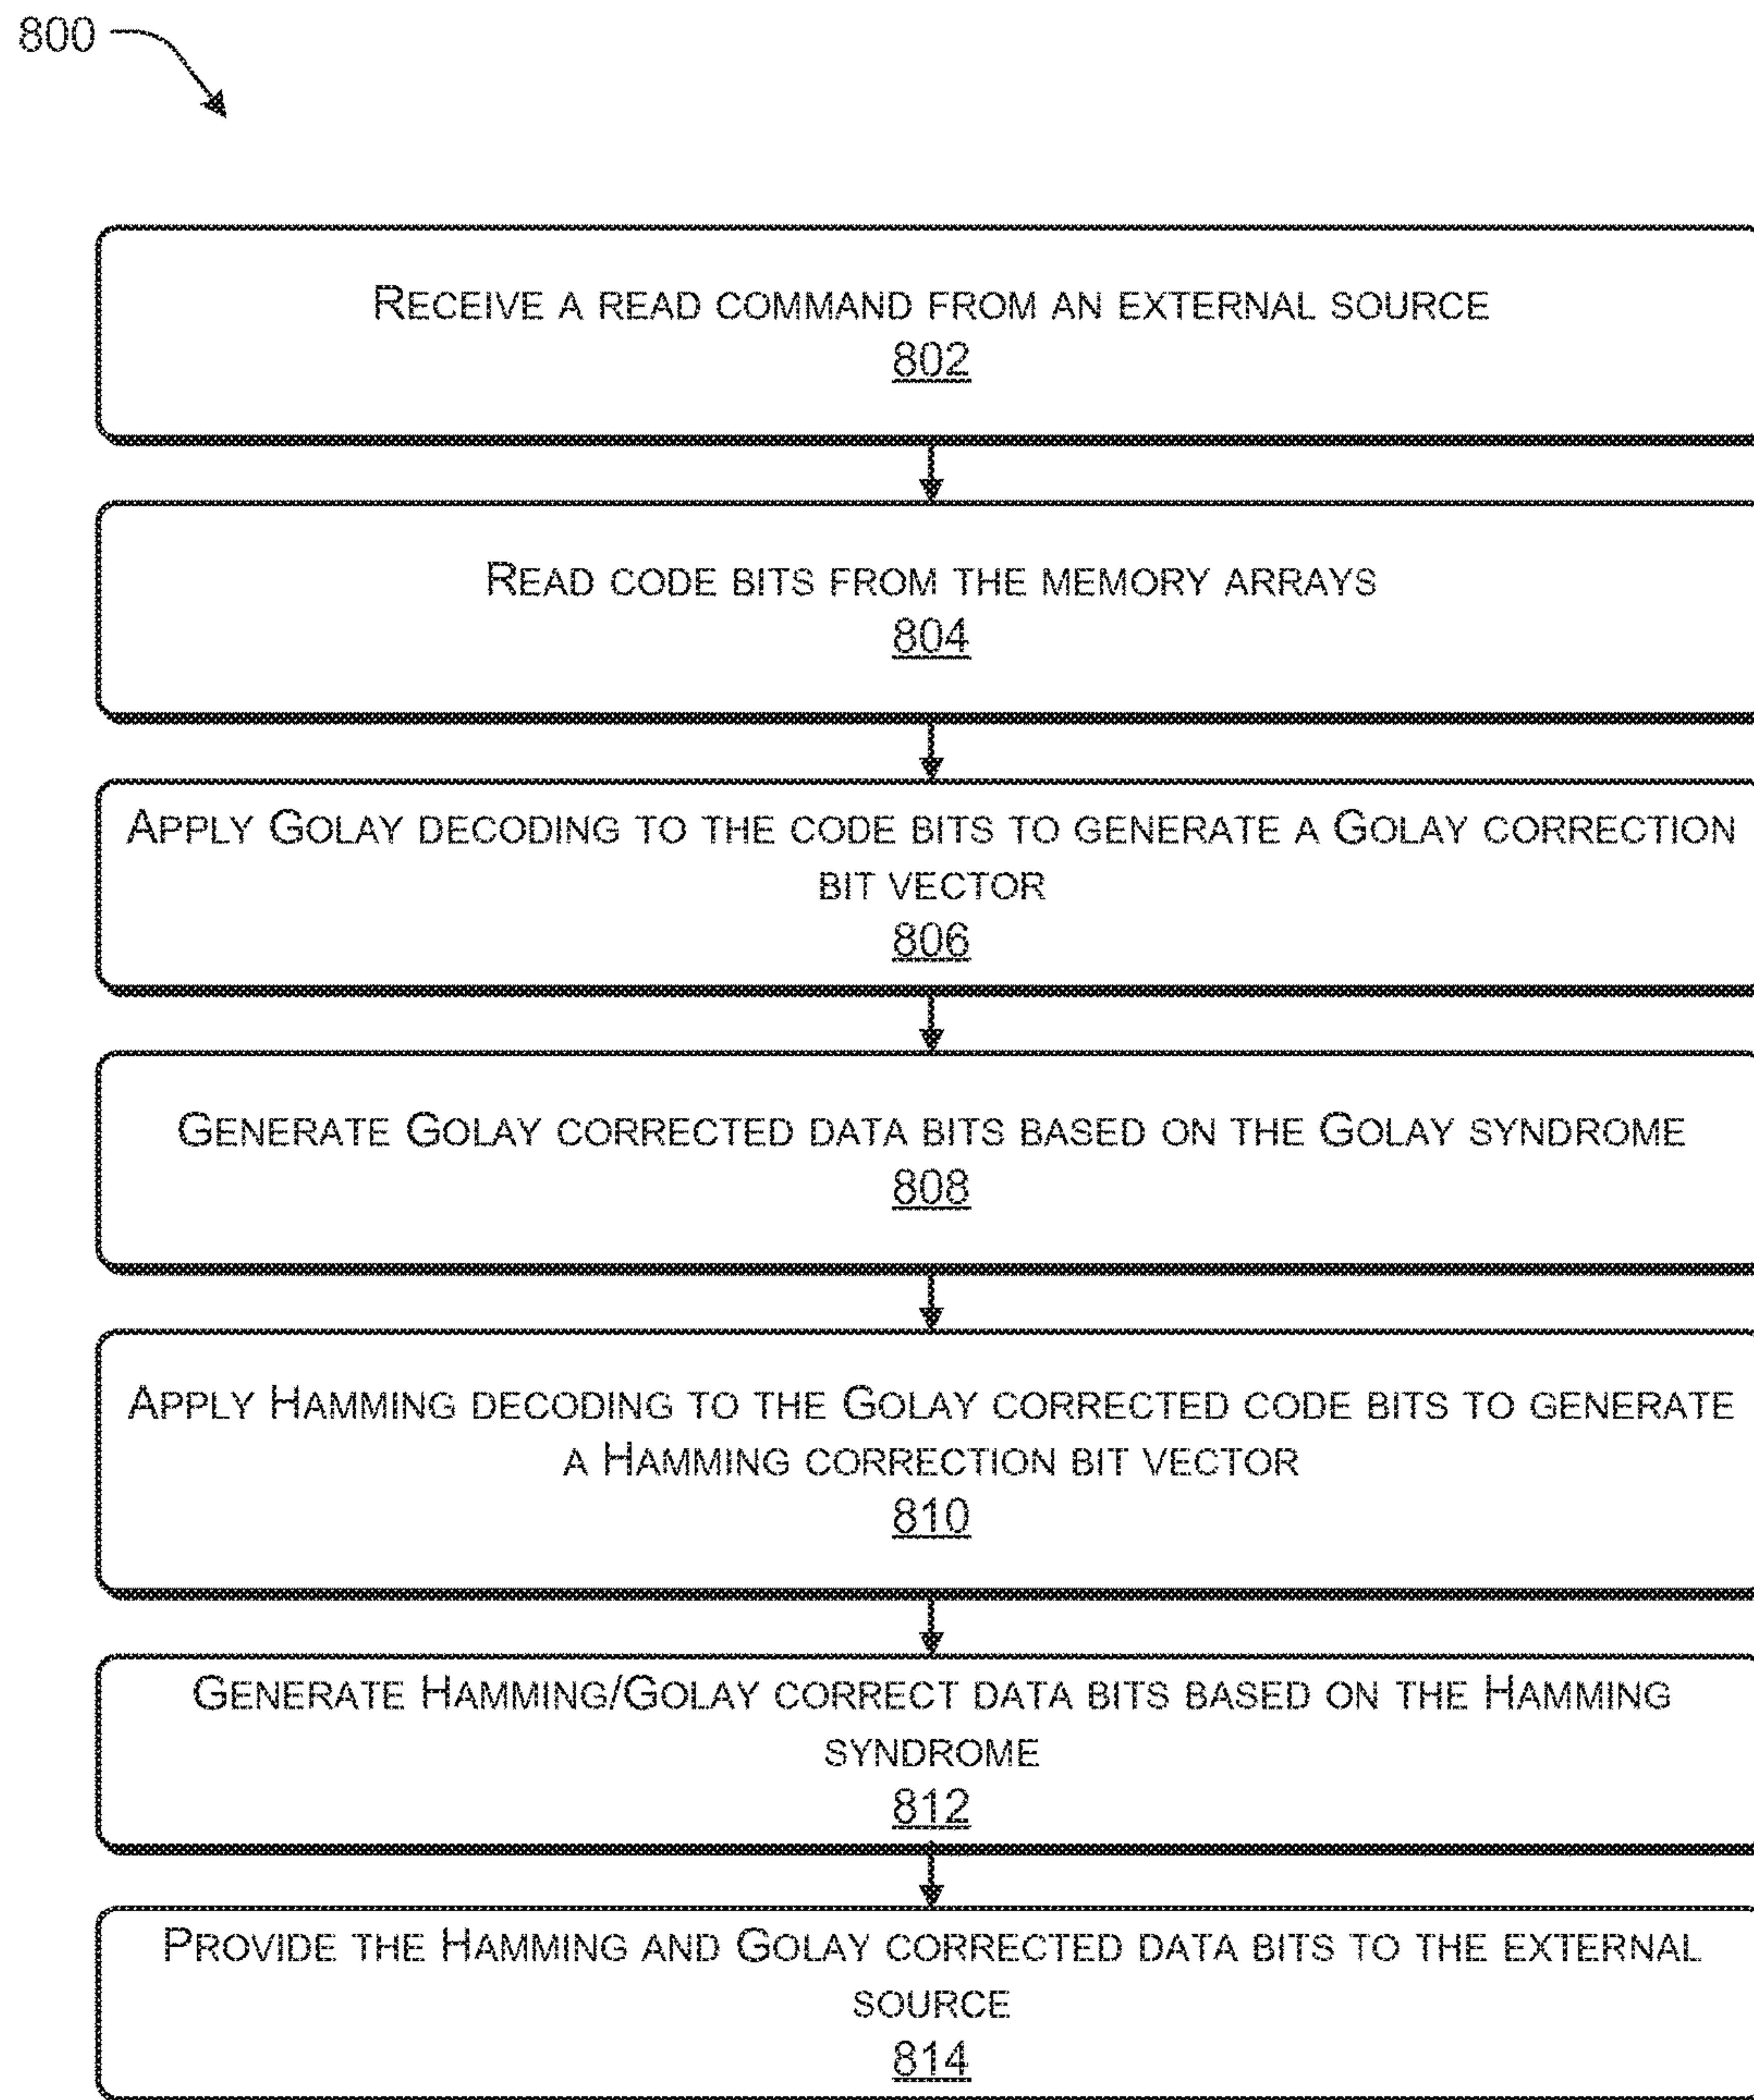 800
RECEIVE A READ COMMAND FROM AN EXTERNAL SOURCE
802
READ CODE BITS FROM THE MEMORY ARRAYS
804
APPLY GOLAY DECODING TO THE CODE BITS TO GENERATE A GOLAY CORRECTION
BIT VECTOR
806
GENERATE GOLAY CORRECTED DATA BITS BASED ON THE GOLAY SYNDROME
808
APPLY HAMMING DECODING TO THE GOLAY CORRECTED CODE BITS TO GENERATE
A HAMMING CORRECTION BIT VECTOR
810
GENERATE HAMMING/GOLAY CORRECT DATA BITS BASED ON THE HAMMING
SYNDROME
812
PROVIDE THE HAMMING AND GOLAY CORRECTED DATA BITS TO THE EXTERNAL
SOURCE
814